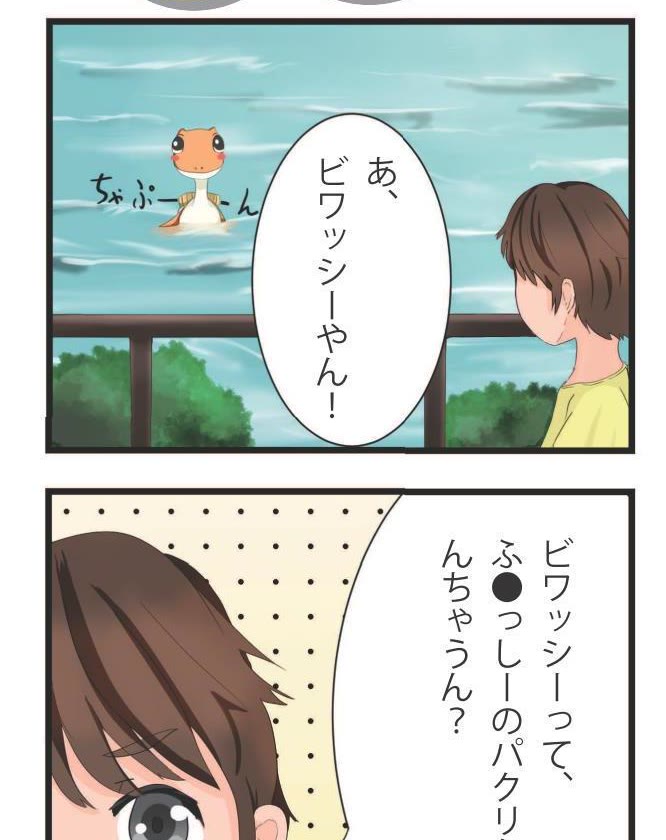 あ、
ビワッシーやん!
ちゃぷーん
ビワッシーって、
ふ●っしーのパクリ
んちゃうん?